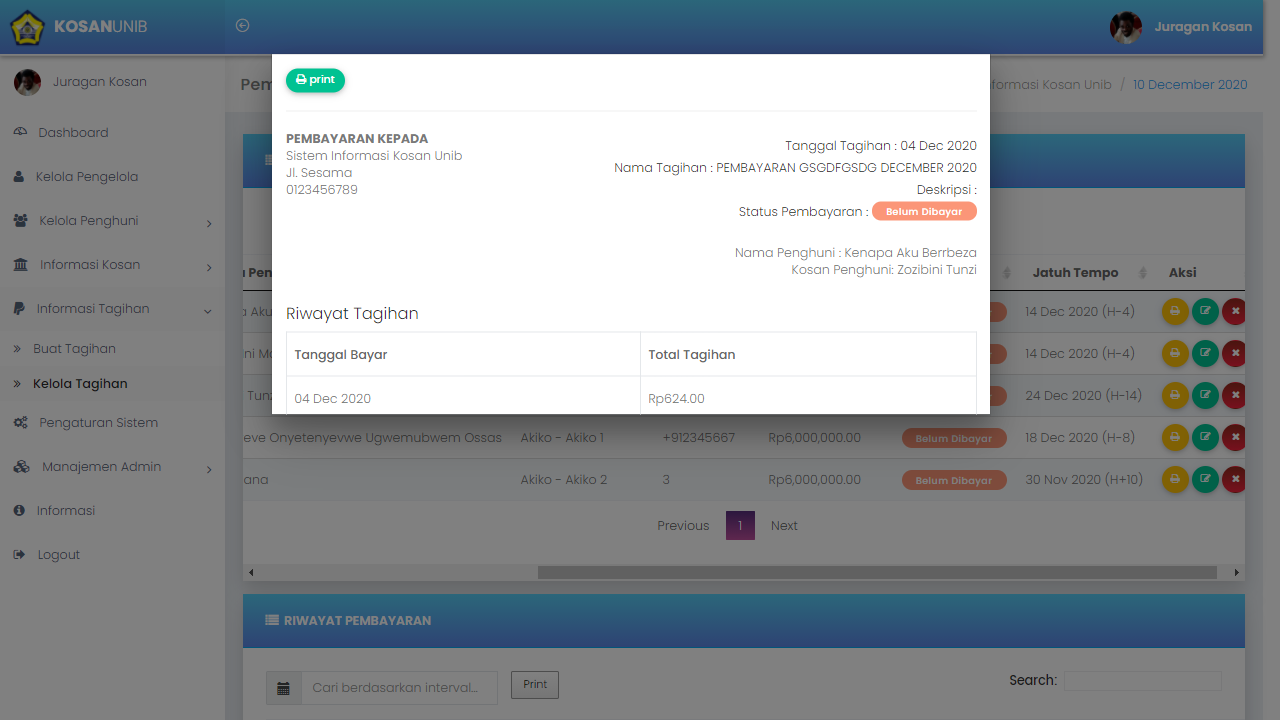 KOSANUNIB
Juragan Kosan
Juragan Kosan
Dashboard
Kelola Pengelola
Kelola Penghuni
Informasi Kosan
Informasi Tagihan
Buat Tagihan
Kelola Tagihan
Pengaturan Sistem
Manajemen Admin
Informasi
Logout
formasi Kosan Unib / 10 December 2020
print
PEMBAYARAN KEPADA
Sistem Informasi Kosan Unib
Jl. Sesama
0123456789
Tanggal Tagihan : 04 Dec 2020
Nama Tagihan : PEMBAYARAN GSGDFGSDG DECEMBER 2020
Deskripsi :
Status Pembayaran : Belum Dibayar
Nama Penghuni : Kenapa Aku Berrbeza
Kosan Penghuni: Zozibini Tunzi
Riwayat Tagihan
Tanggal Bayar Total Tagihan
04 Dec 2020 Rp624.00
Jatuh Tempo Aksi
14 Dec 2020 (H-4)
14 Dec 2020 (H-4)
24 Dec 2020 (H-14)
eve Onyetenyevwe Ugwemubwem Ossas Akiko - Akiko 1 +912345667 Rp6,000,000.00 Belum Dibayar 18 Dec 2020 (H-8)
ana Akiko - Akiko 2 3 Rp6,000,000.00 Belum Dibayar 30 Nov 2020 (H+10)
Previous 1 Next
RIWAYAT PEMBAYARAN
Cari berdasarkan interval... Print Search: